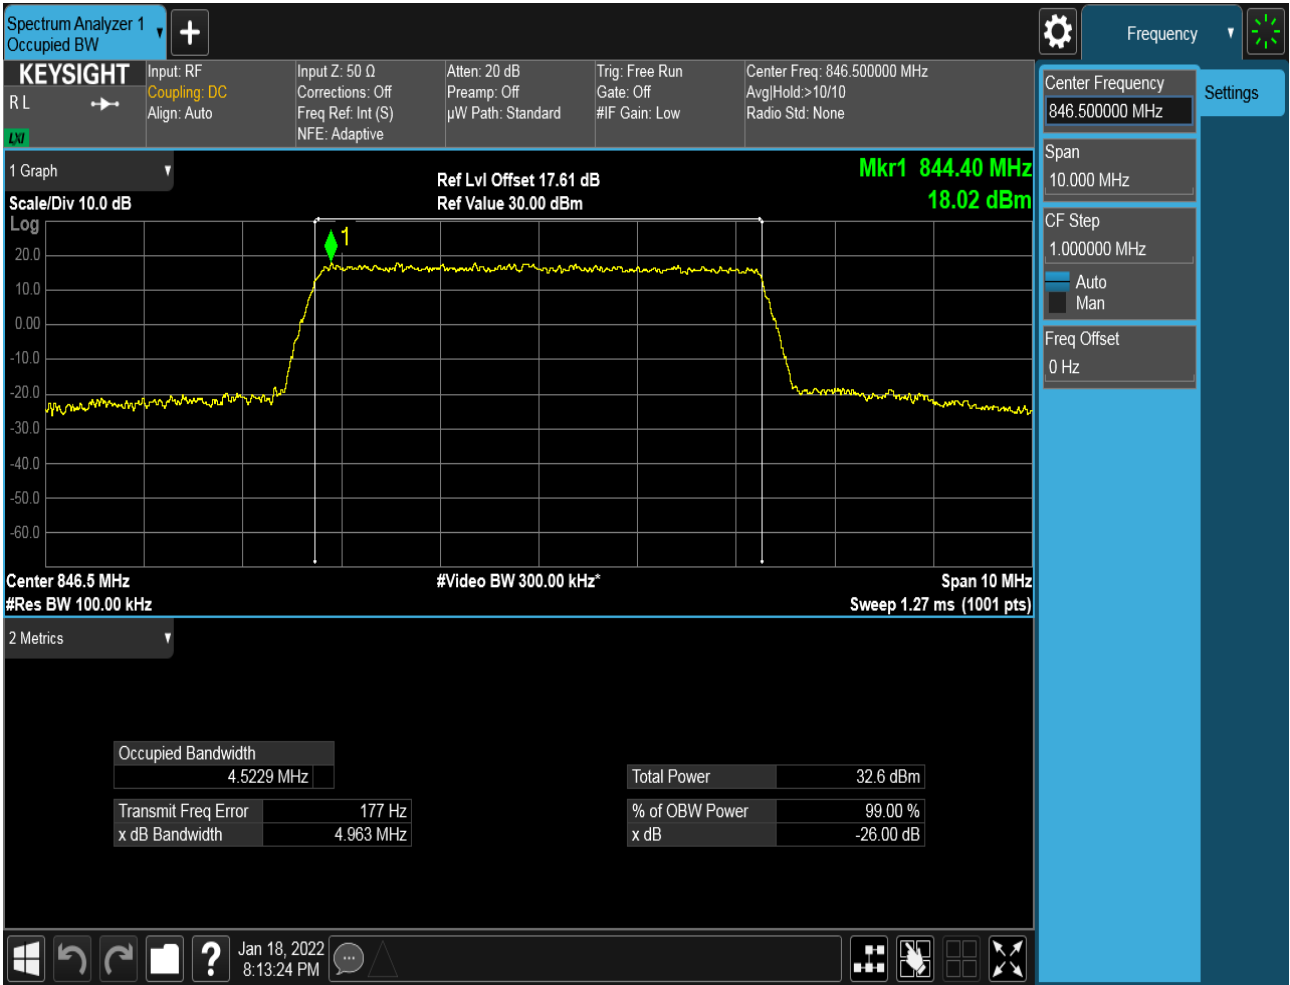 Spectrum Analyzer 1
Occupied BW
Frequency
KEYSIGHT
R L
LXI
Input: RF
Coupling: DC
Align: Auto
Input Z: 50 Ω
Corrections: Off
Freq Ref: Int (S)
NFE: Adaptive
Atten: 20 dB
Preamp: Off
µW Path: Standard
Trig: Free Run
Gate: Off
#IF Gain: Low
Center Freq: 846.500000 MHz
Avg|Hold:>10/10
Radio Std: None
Center Frequency
846.500000 MHz
Settings
Span
10.000 MHz
CF Step
1.000000 MHz
Auto
Man
Freq Offset
0 Hz
1 Graph
Ref Lvl Offset 17.61 dB
Mkr1 844.40 MHz
Scale/Div 10.0 dB
Ref Value 30.00 dBm
18.02 dBm
Log
1
20.0
10.0
0.00
-10.0
-20.0
-30.0
-40.0
-50.0
-60.0
Center 846.5 MHz
#Video BW 300.00 kHz*
Span 10 MHz
#Res BW 100.00 kHz
Sweep 1.27 ms (1001 pts)
2 Metrics
Occupied Bandwidth
4.5229 MHz
Total Power 32.6 dBm
Transmit Freq Error 177 Hz
% of OBW Power 99.00 %
x dB Bandwidth 4.963 MHz
x dB -26.00 dB
?
Jan 18, 2022
8:13:24 PM